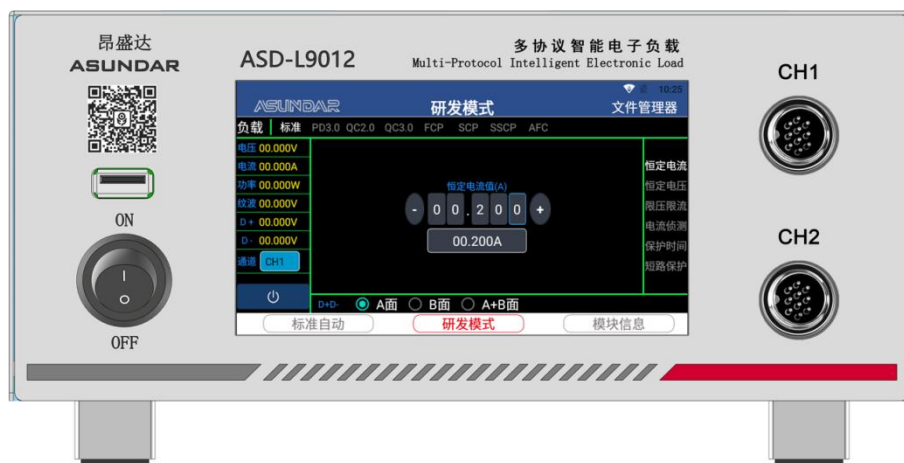 昂盛达
ASUNDAR
ASD-L9012
多协议智能电子负载
Multi-Protocol Intelligent Electronic Load
CH1
10:25
ASUNDAR
研发模式
文件管理器
负载 标准 PD3.0 QC2.0 QC3.0 FCP SCP SSCP AFC
电压 00.000V
电流 00.000A
功率 00.000W
纹波 00.000V
D+ 00.000V
D- 00.000V
通道 CH1
恒定电流值(A)
- 0 0 . 2 0 0 +
00.200A
恒定电流
恒定电压
限压限流
电流侦测
保护时间
短路保护
D+D- A面 B面 A+B面
标准自动
研发模式
模块信息
ON
OFF
CH2